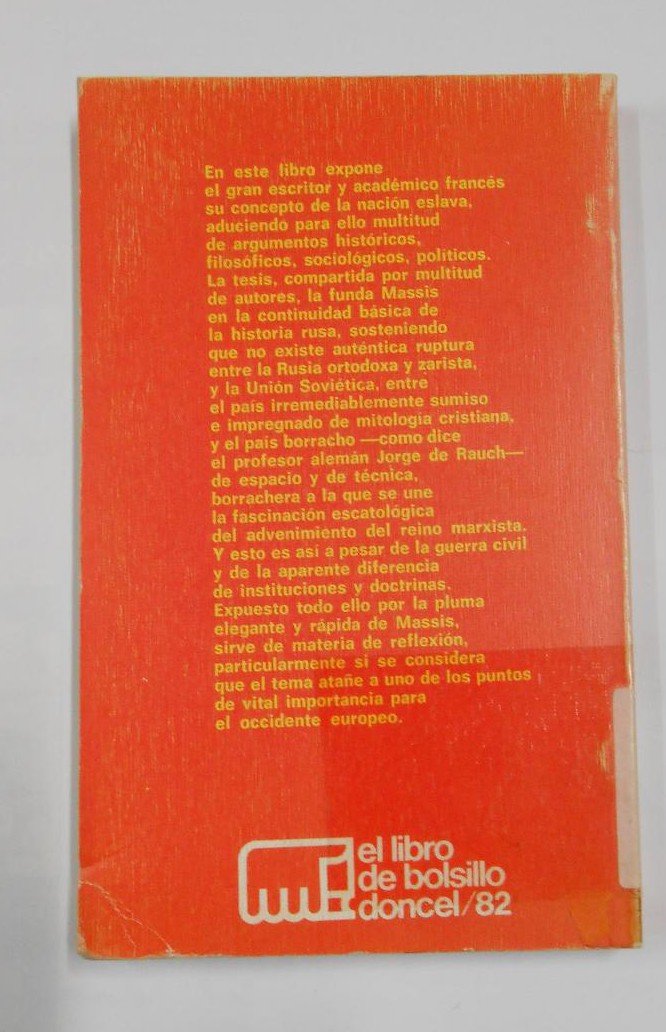 En este libro expone
el gran escritor y académico francés
su concepto de la nación eslava,
aduciendo para ello multitud
de argumentos históricos,
filosóficos, sociológicos, políticos.
La tesis, compartida por multitud
de autores, la funda Massis
en la continuidad básica de
la historia rusa, sosteniendo
que no existe auténtica ruptura
entre la Rusia ortodoxa y zarista,
y la Unión Soviética, entre
el país irremediablemente sumiso
e impregnado de mitología cristiana,
y el país borracho —como dice
el profesor alemán Jorge de Rauch—
de espacio y de técnica,
borrachera a la que se une
la fascinación escatológica
del advenimiento del reino marxista.
Y esto es así a pesar de la guerra civil
y de la aparente diferencia
de instituciones y doctrinas.
Expuesto todo ello por la pluma
elegante y rápida de Massis,
sirve de materia de reflexión,
particularmente si se considera
que el tema atañe a uno de los puntos
de vital importancia para
el occidente europeo.
el libro
de bolsillo
doncel/82